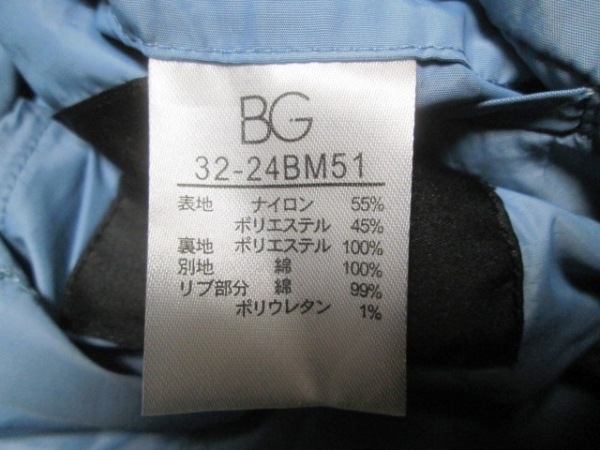 BG
32-24BM51
表地 ナイロン 55%
ポリエステル 45%
裏地 ポリエステル 100%
別地 綿 100%
リブ部分 綿 99%
ポリウレタン 1%